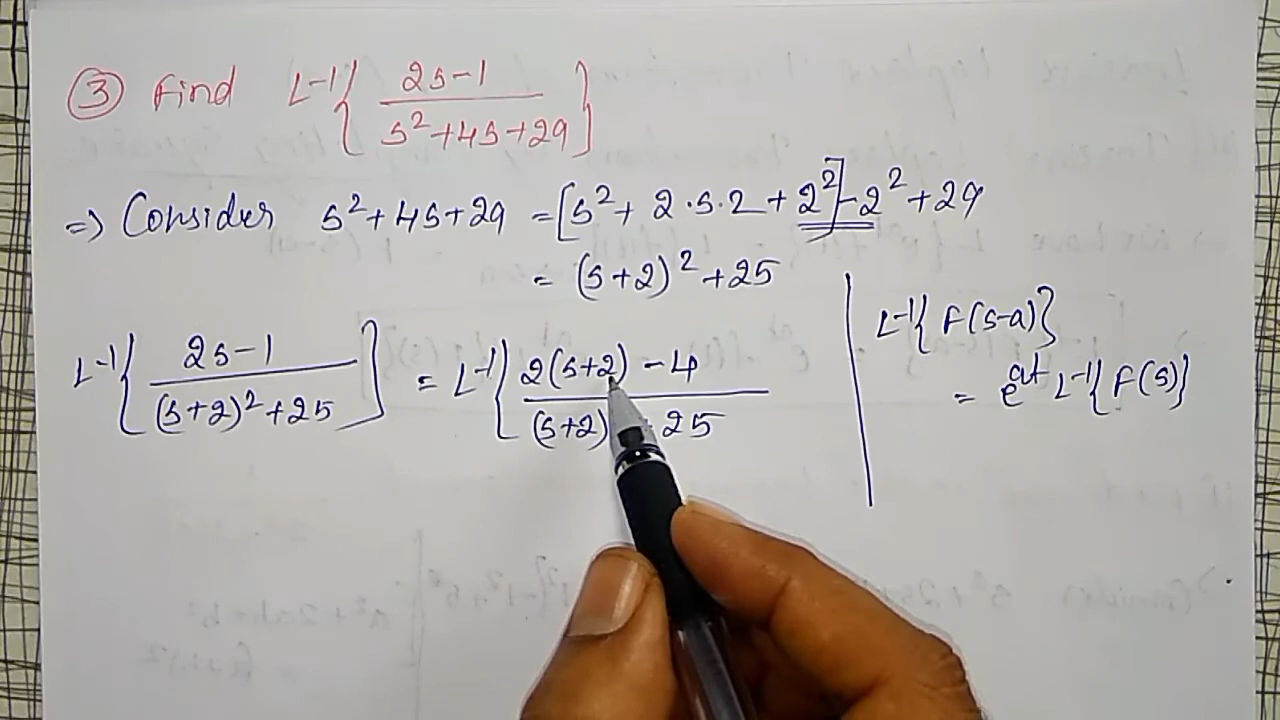 ③ Find L⁻¹{ (2s-1)/(s²+4s+29) }
⇒ Consider s²+4s+29 = [s²+ 2·s·2 + 2²]-2² +29
= (s+2)² +25
L⁻¹{ (2s-1)/((s+2)²+25) } = L⁻¹{ (2(s+2) -4)/((s+2) 25)
L⁻¹{F(s-a)}
= e^at L⁻¹{F(s)}